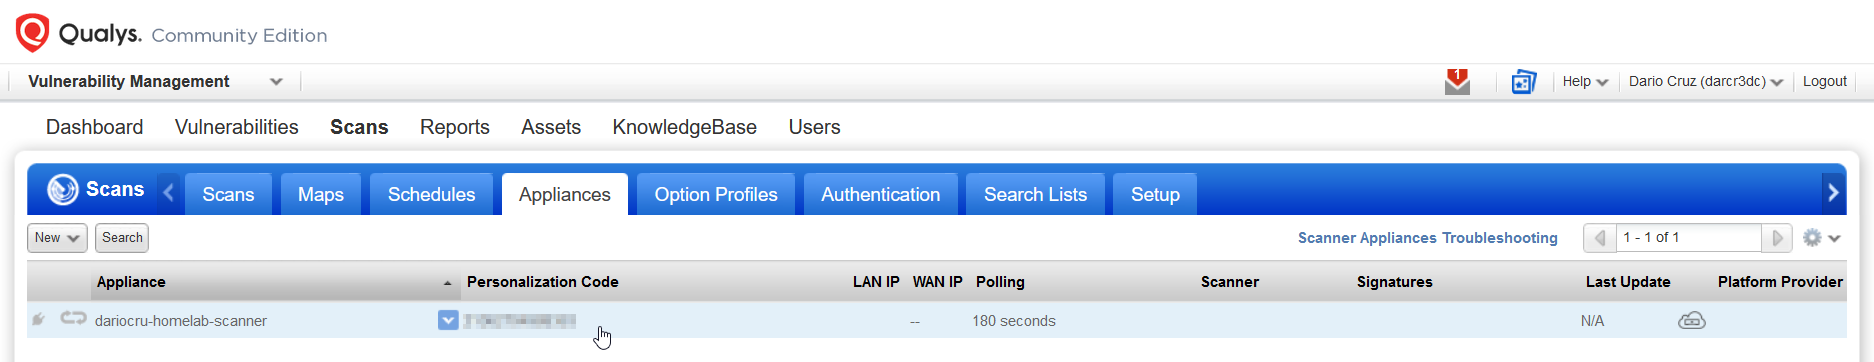 Qualys. Community Edition
Vulnerability Management 1 Help Dario Cruz (darcr3dc) Logout
Dashboard Vulnerabilities Scans Reports Assets KnowledgeBase Users
Scans Scans Maps Schedules Appliances Option Profiles Authentication Search Lists Setup
New Search Scanner Appliances Troubleshooting 1 - 1 of 1
Appliance Personalization Code LAN IP WAN IP Polling Scanner Signatures Last Update Platform Provider
dariocru-homelab-scanner -- 180 seconds N/A